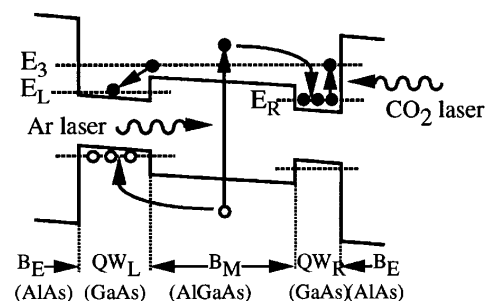 E3
EL
Ar laser
ER
CO2 laser
BE QWL BM QWR BE
(AlAs) (GaAs) (AlGaAs) (GaAs)(AlAs)